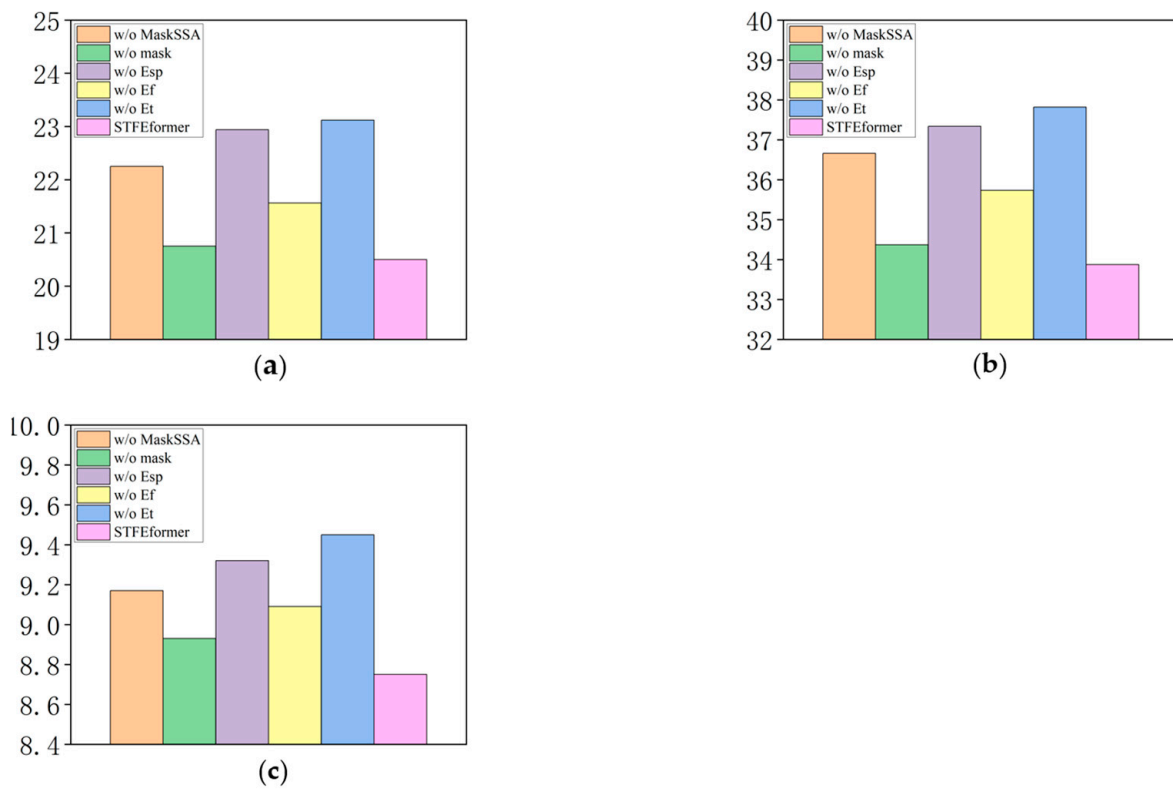 25
24
23
22
21
20
19
w/o MaskSSA
w/o mask
w/o Esp
w/o Ef
w/o Et
STFEformer
(a)
40
39
38
37
36
35
34
33
32
w/o MaskSSA
w/o mask
w/o Esp
w/o Ef
w/o Et
STFEformer
(b)
10.0
9.8
9.6
9.4
9.2
9.0
8.8
8.6
8.4
w/o MaskSSA
w/o mask
w/o Esp
w/o Ef
w/o Et
STFEformer
(c)